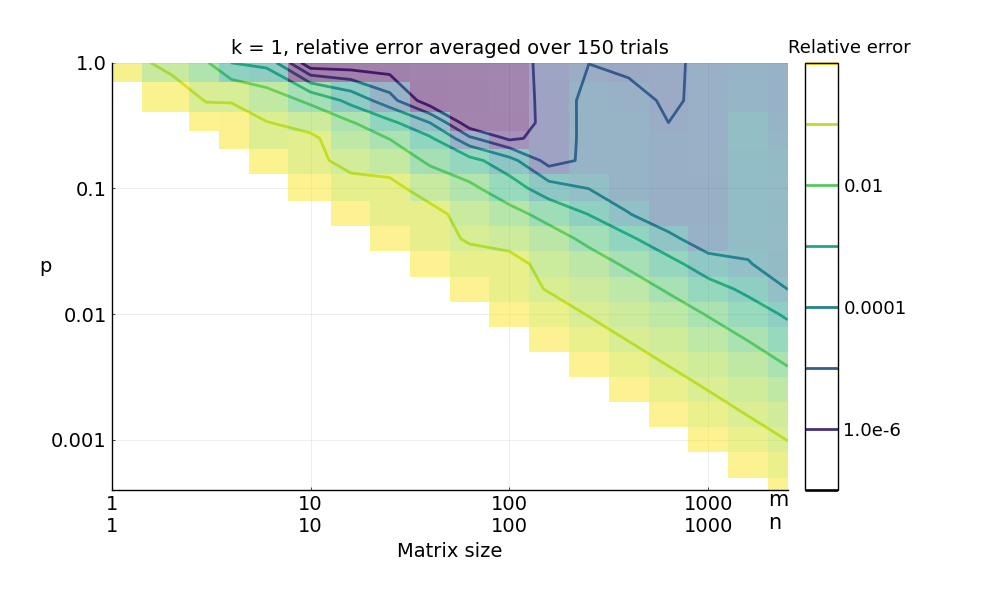 k = 1, relative error averaged over 150 trials
Relative error
1.0
0.1
0.01
0.001
p
0.01
0.0001
1.0e-6
1 10 100 1000 m
1 10 100 1000 n
Matrix size